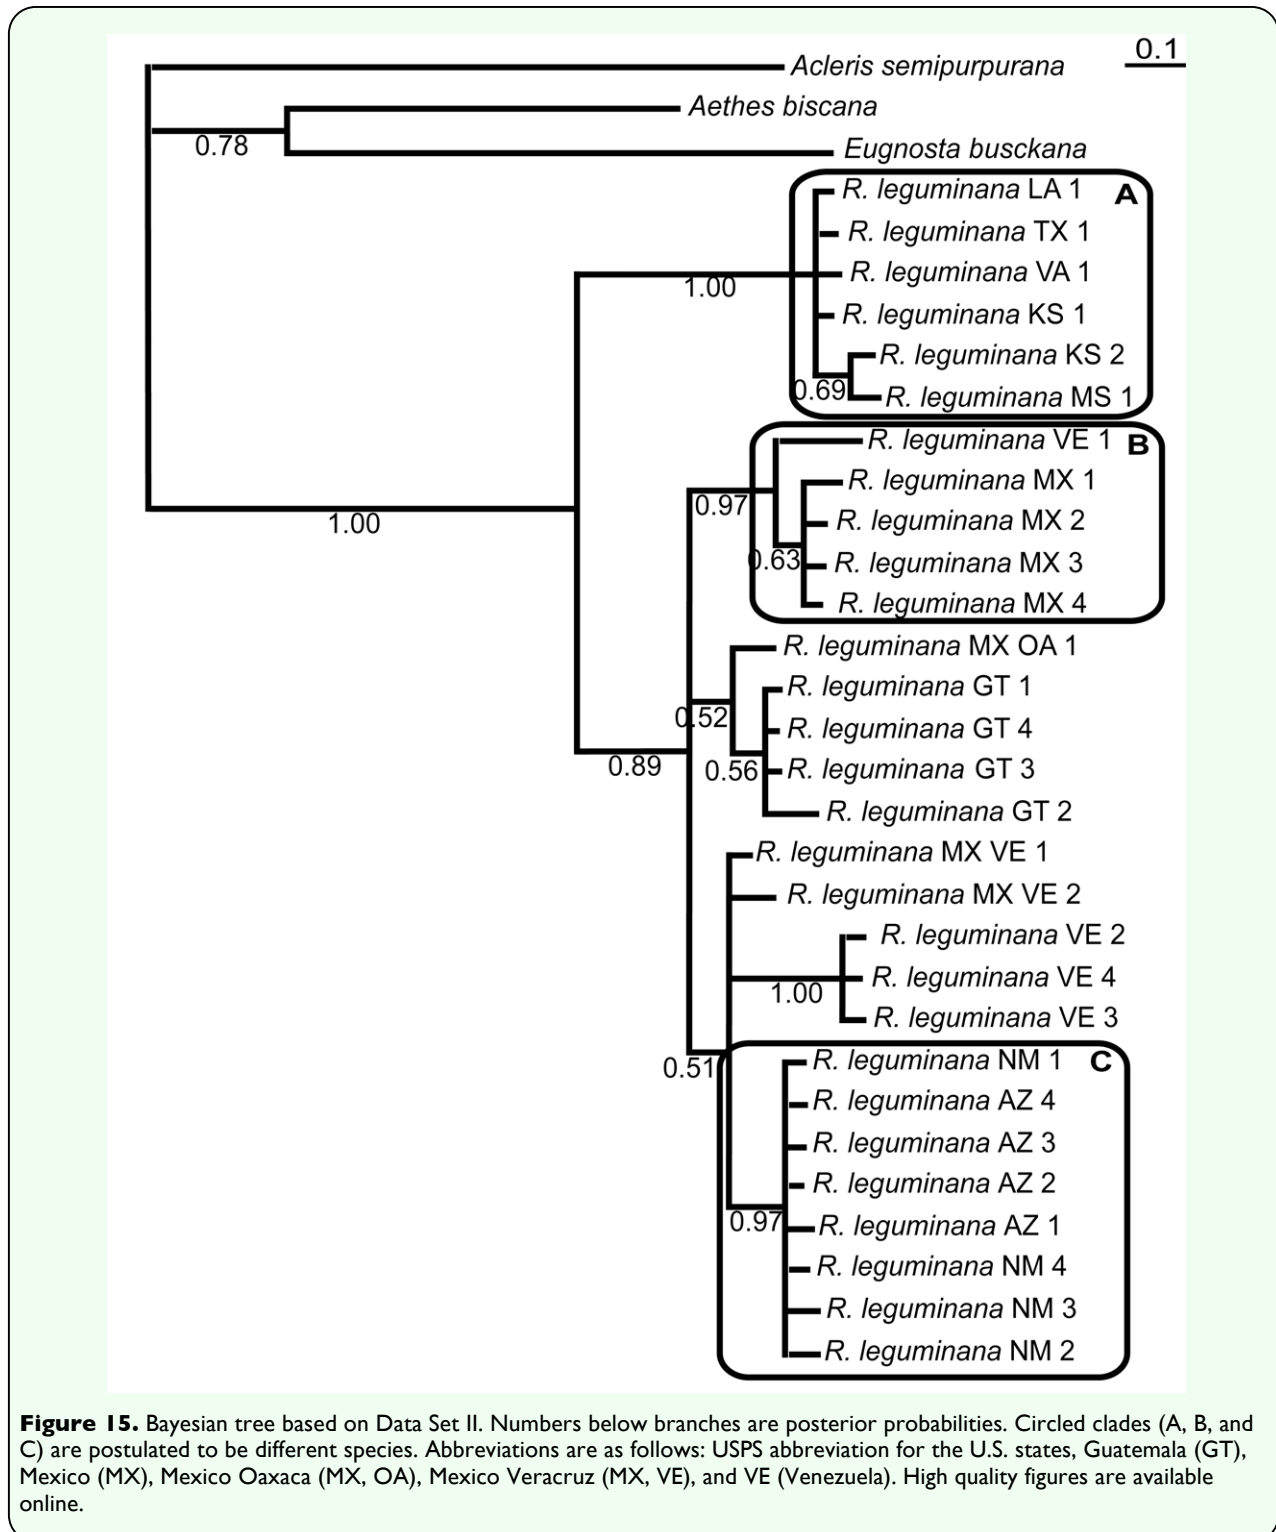 0.1
Acleris semipurpurana
Aethes biscana
0.78
Eugnosta busckana
R. leguminana LA 1 A
R. leguminana TX 1
R. leguminana VA 1
1.00
R. leguminana KS 1
R. leguminana KS 2
0.69
R. leguminana MS 1
R. leguminana VE 1 B
R. leguminana MX 1
0.97
R. leguminana MX 2
1.00
0.63
R. leguminana MX 3
R. leguminana MX 4
R. leguminana MX OA 1
R. leguminana GT 1
0.52
R. leguminana GT 4
0.89
0.56
R. leguminana GT 3
R. leguminana GT 2
R. leguminana MX VE 1
R. leguminana MX VE 2
R. leguminana VE 2
R. leguminana VE 4
1.00
R. leguminana VE 3
0.51
R. leguminana NM 1 C
R. leguminana AZ 4
R. leguminana AZ 3
R. leguminana AZ 2
0.97
R. leguminana AZ 1
R. leguminana NM 4
R. leguminana NM 3
R. leguminana NM 2
Figure 15. Bayesian tree based on Data Set II. Numbers below branches are posterior probabilities. Circled clades (A, B, and
C) are postulated to be different species. Abbreviations are as follows: USPS abbreviation for the U.S. states, Guatemala (GT),
Mexico (MX), Mexico Oaxaca (MX, OA), Mexico Veracruz (MX, VE), and VE (Venezuela). High quality figures are available
online.